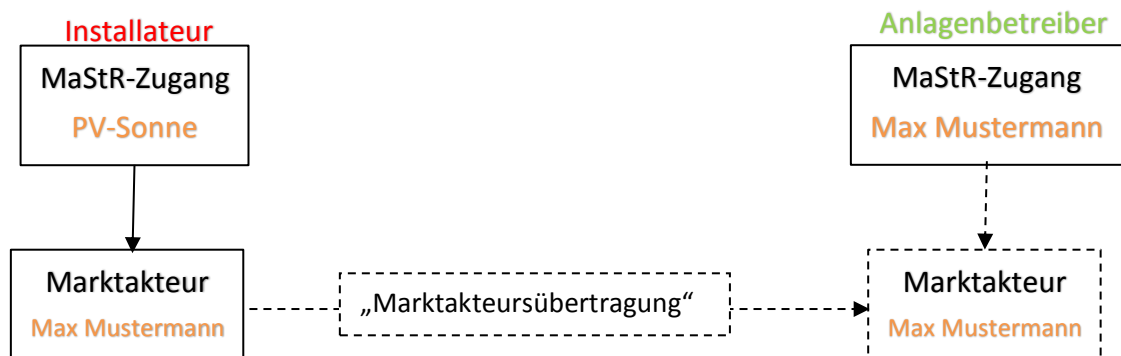 Installateur
MaStR-Zugang
PV-Sonne
Anlagenbetreiber
MaStR-Zugang
Max Mustermann
Marktakteur
Max Mustermann
„Marktakteursübertragung“
Marktakteur
Max Mustermann